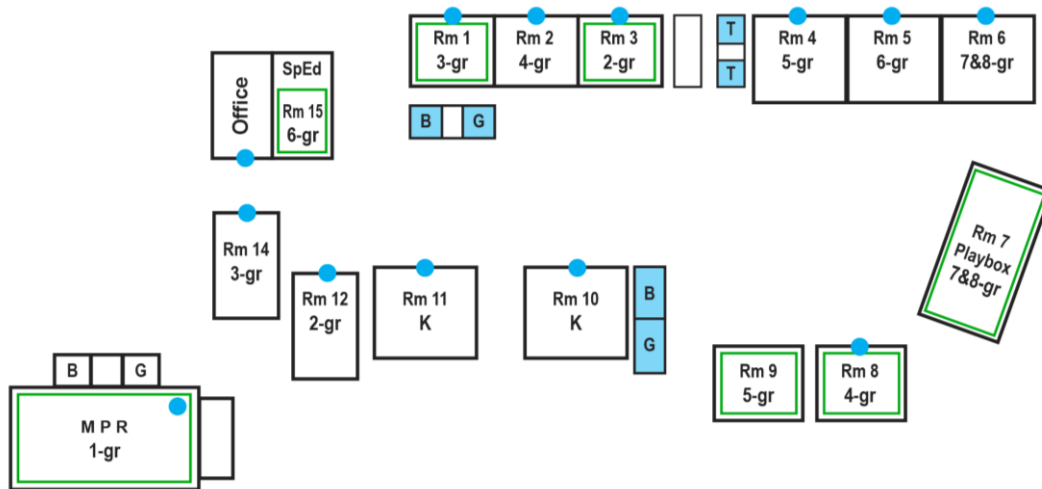 Rm 1
3-gr
Rm 2
4-gr
Rm 3
2-gr
T
T
Rm 4
5-gr
Rm 5
6-gr
Rm 6
7&8-gr
Office
SpEd
Rm 15
6-gr
B
G
Rm 7
Playbox
7&8-gr
Rm 14
3-gr
Rm 12
2-gr
Rm 11
K
Rm 10
K
B
G
Rm 9
5-gr
Rm 8
4-gr
B
G
M P R
1-gr